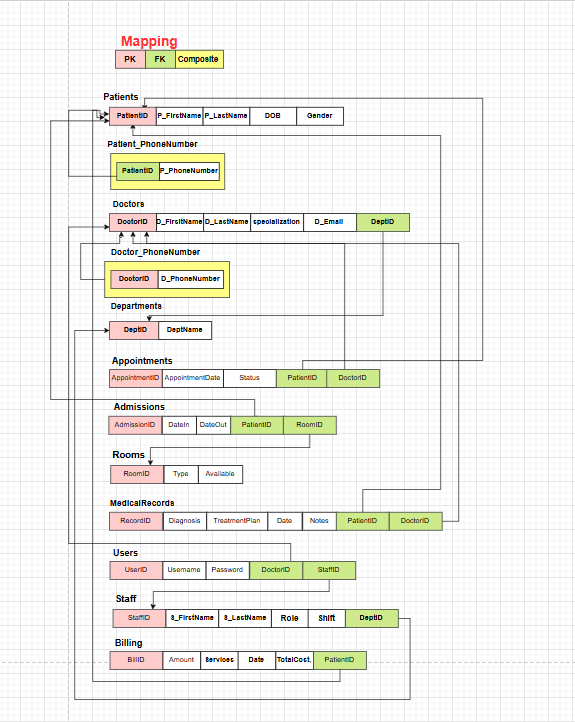 Mapping
PK FK Composite
Patients
PatientID P_FirstName P_LastName DOB Gender
Patient_PhoneNumber
PatientID P_PhoneNumber
Doctors
DoctorID D_FirstName D_LastName specialization D_Email DeptID
Doctor_PhoneNumber
DoctorID D_PhoneNumber
Departments
DeptID DeptName
Appointments
AppointmentID AppointmentDate Status PatientID DoctorID
Admissions
AdmissionID DateIn DateOut PatientID RoomID
Rooms
RoomID Type Available
MedicalRecords
RecordID Diagnosis TreatmentPlan Date Notes PatientID DoctorID
Users
UserID Username Password DoctorID StaffID
Staff
StaffID S_FirstName S_LastName Role Shift DeptID
Billing
BillID Amount Services Date TotalCost, PatientID